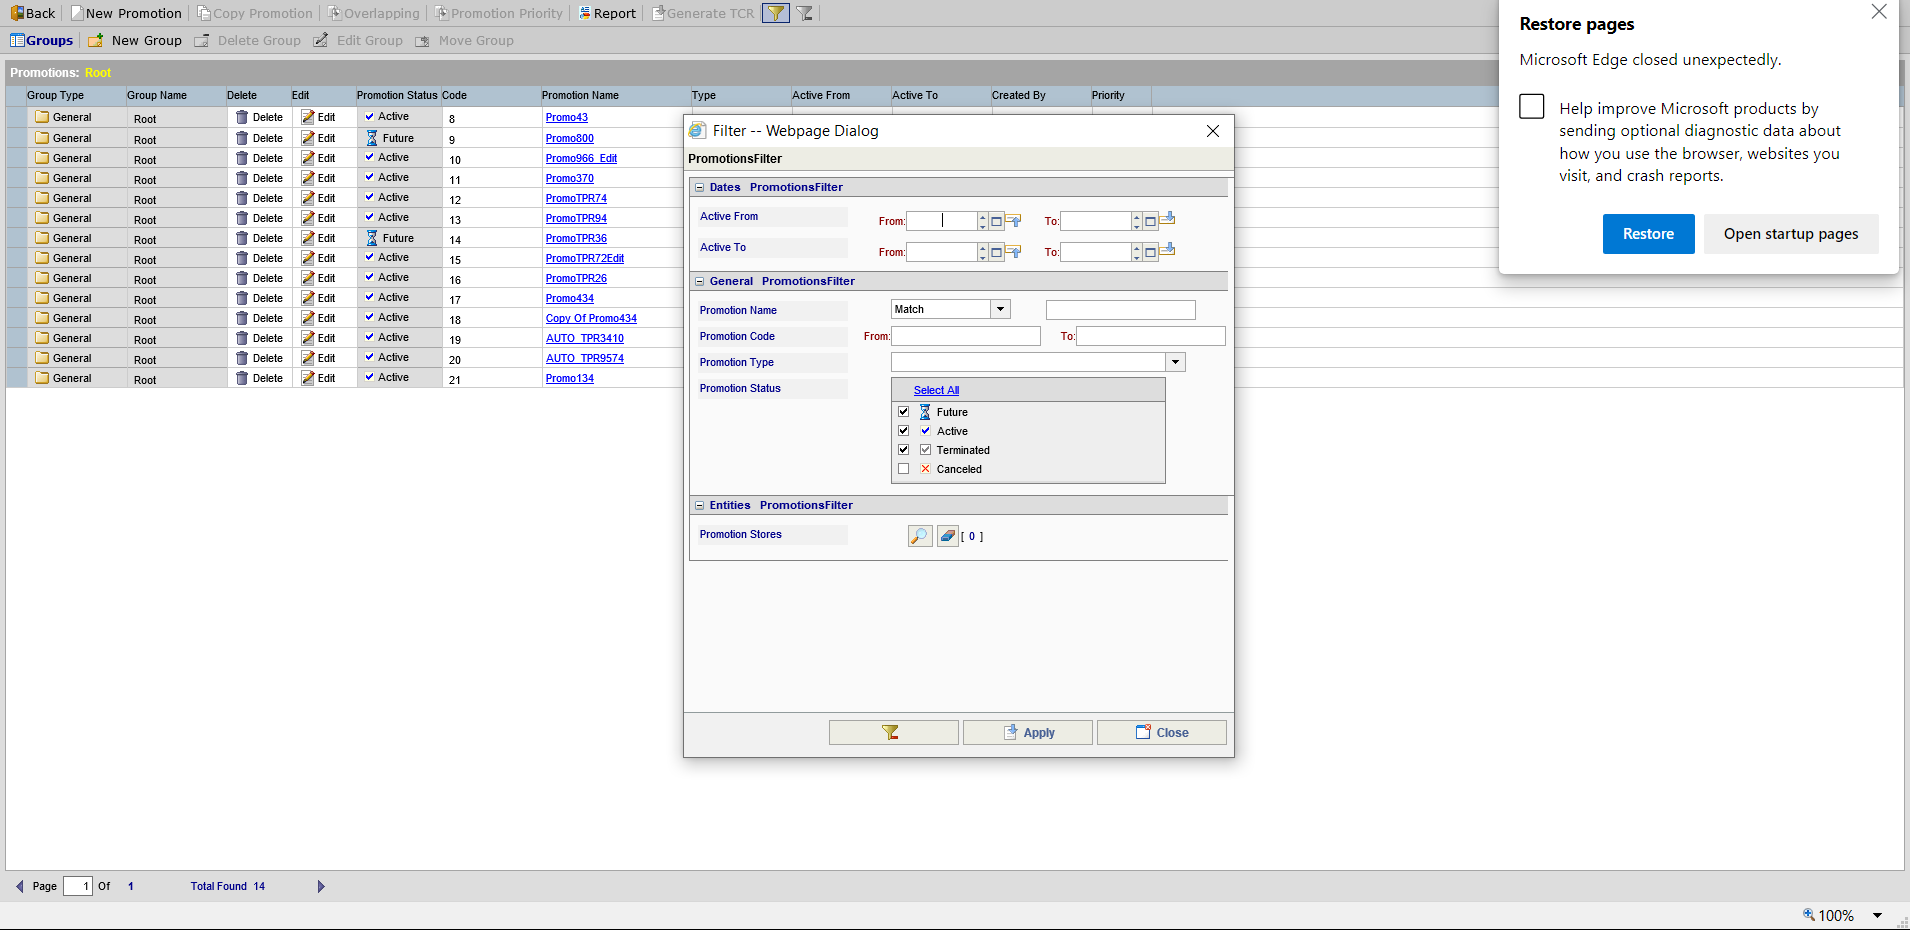 Back New Promotion Copy Promotion Overlapping Promotion Priority Report Generate TCR
Groups New Group Delete Group Edit Group Move Group
Promotions: Root
Group Type Group Name Delete Edit Promotion Status Code Promotion Name Type Active From Active To Created By Priority
General Root Delete Edit Active 8 Promo43
General Root Delete Edit Future 9 Promo800
General Root Delete Edit Active 10 Promo966_Edit
General Root Delete Edit Active 11 Promo370
General Root Delete Edit Active 12 PromoTPR74
General Root Delete Edit Active 13 PromoTPR94
General Root Delete Edit Future 14 PromoTPR36
General Root Delete Edit Active 15 PromoTPR72Edit
General Root Delete Edit Active 16 PromoTPR26
General Root Delete Edit Active 17 Promo434
General Root Delete Edit Active 18 Copy Of Promo434
General Root Delete Edit Active 19 AUTO_TPR3410
General Root Delete Edit Active 20 AUTO_TPR9574
General Root Delete Edit Active 21 Promo134
Filter -- Webpage Dialog
PromotionsFilter
Dates PromotionsFilter
Active From From: To:
Active To From: To:
General PromotionsFilter
Promotion Name Match
Promotion Code From: To:
Promotion Type
Promotion Status Select All
Future
Active
Terminated
Canceled
Entities PromotionsFilter
Promotion Stores [ 0 ]
Apply Close
Restore pages
Microsoft Edge closed unexpectedly.
Help improve Microsoft products by
sending optional diagnostic data about
how you use the browser, websites you
visit, and crash reports.
Restore Open startup pages
Page 1 Of 1 Total Found 14
100%